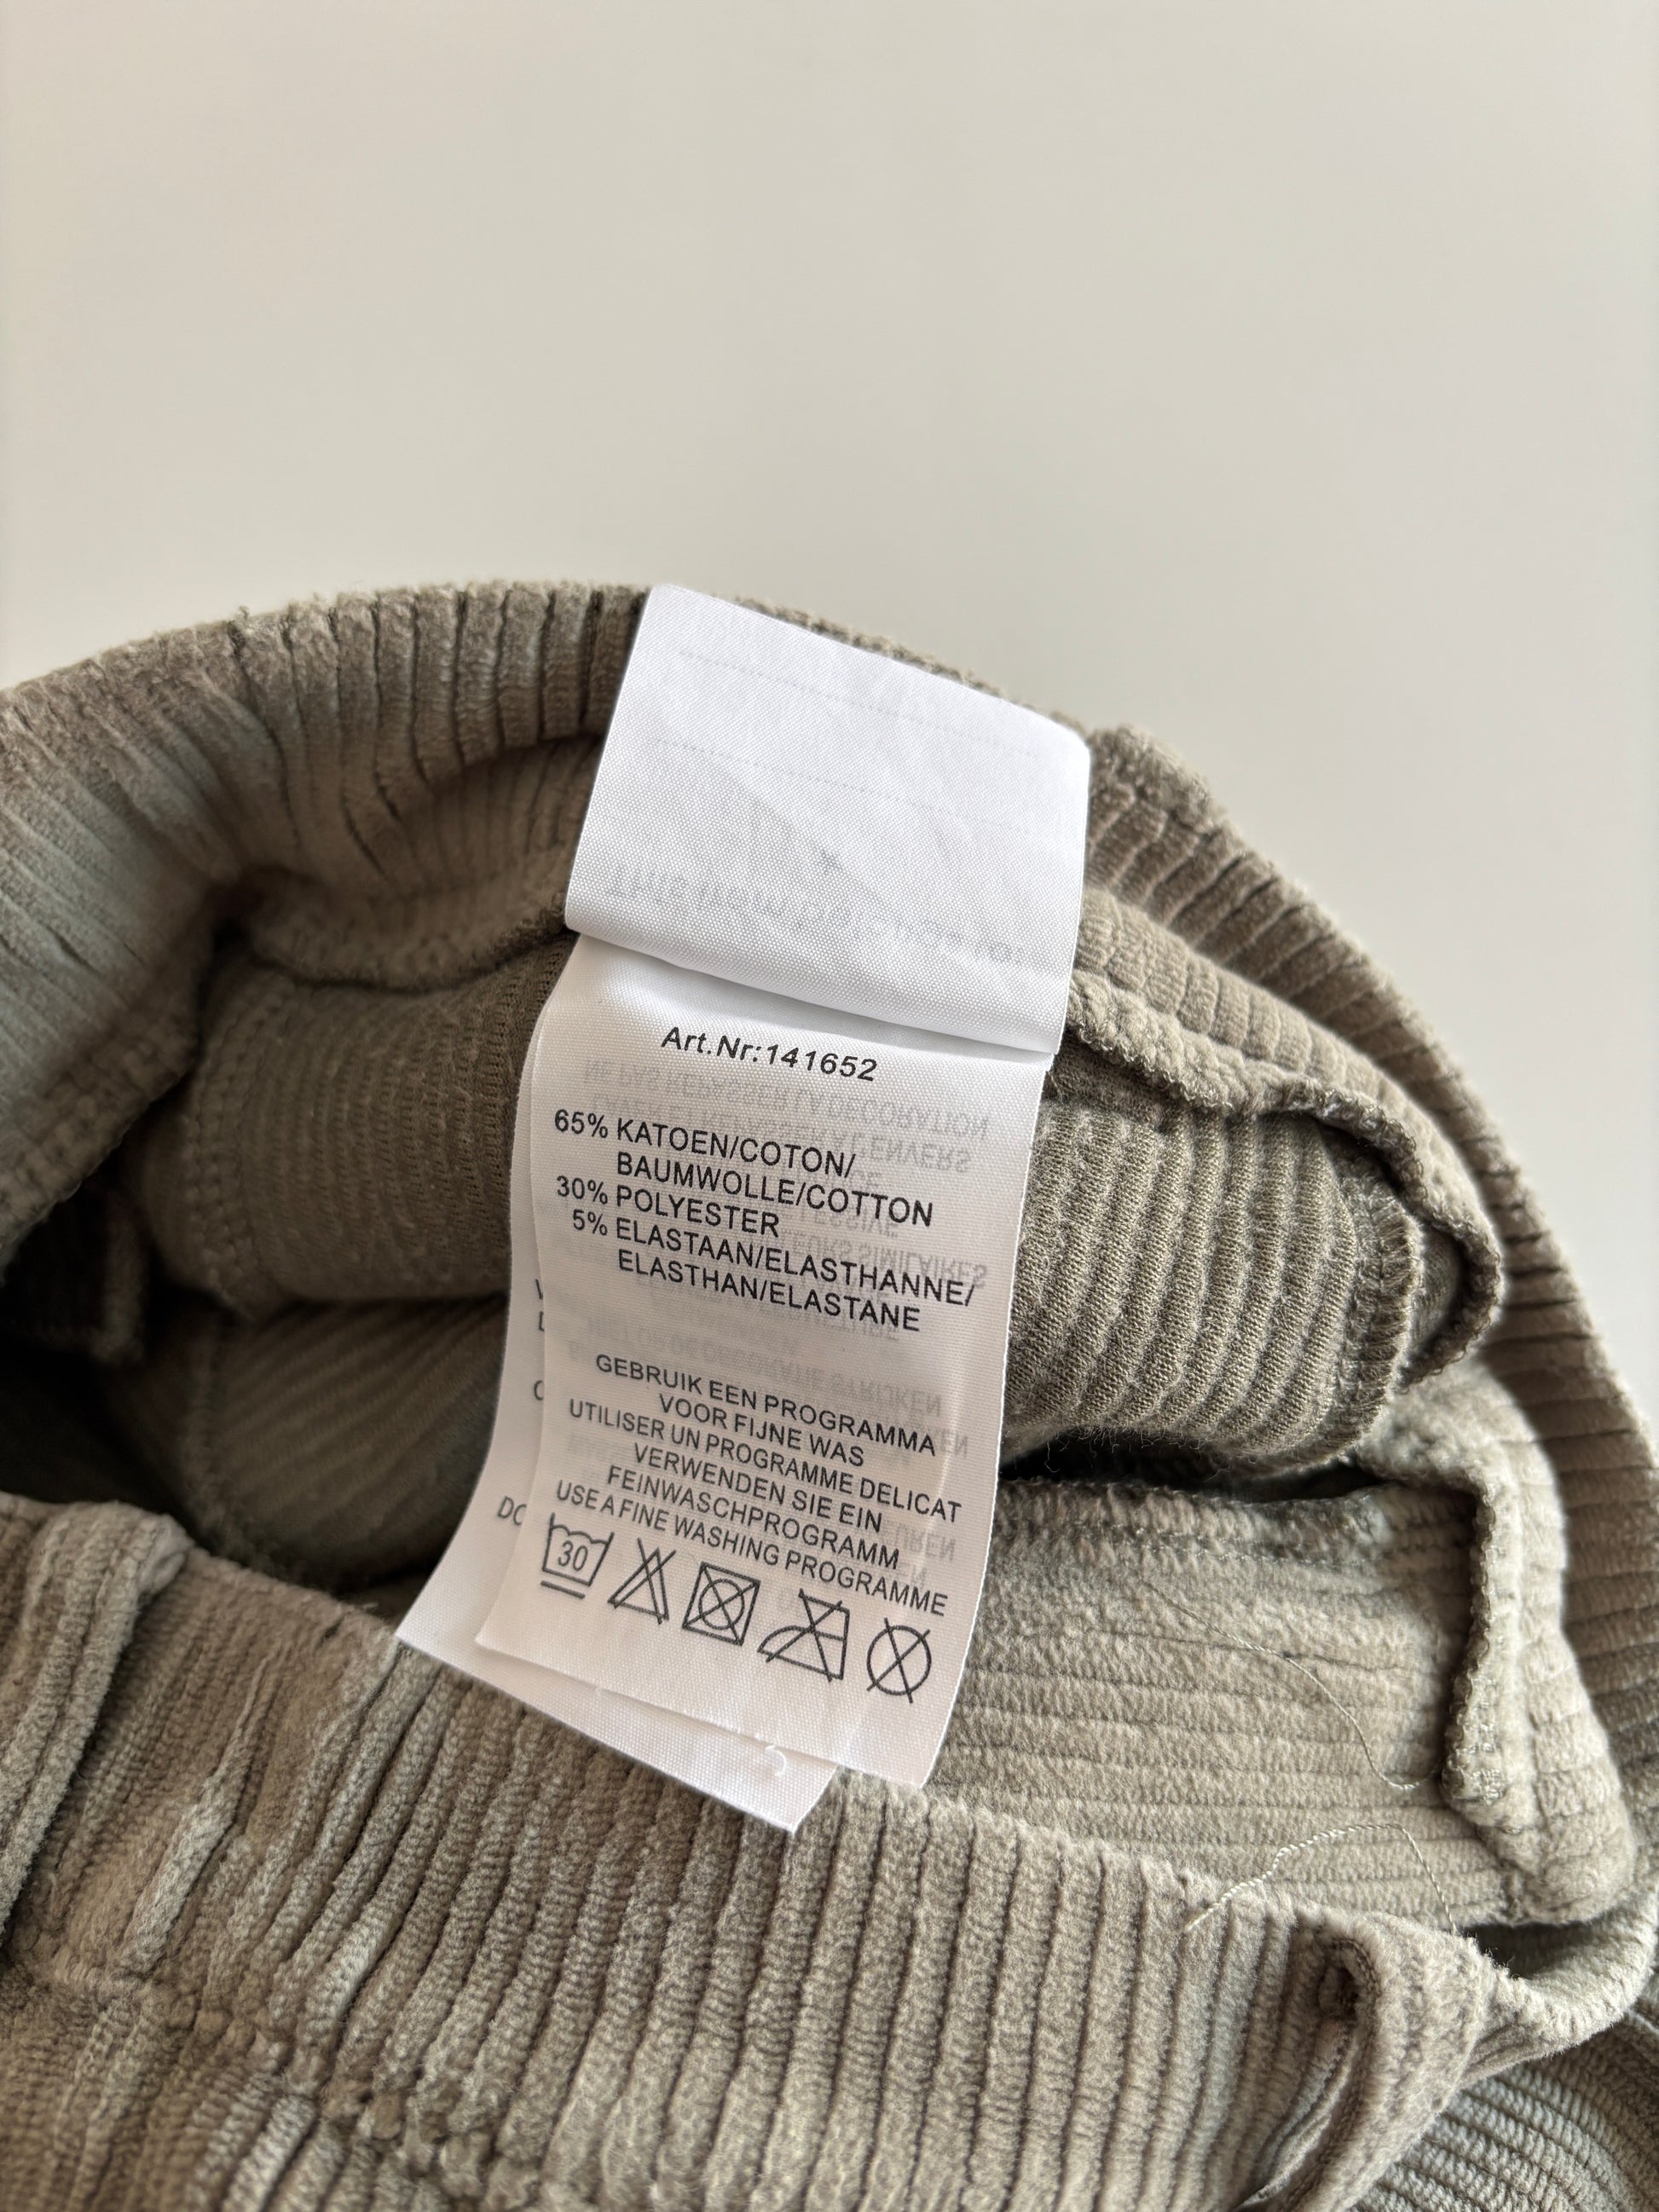 Art.Nr:141652
65% KATOEN/COTON/
BAUMWOLLE/COTTON
30% POLYESTER
5% ELASTAAN/ELASTHANNE/
ELASTHAN/ELASTANE
GEBRUIK EEN PROGRAMMA
VOOR FIJNE WAS
UTILISER UN PROGRAMME DELICAT
VERWENDEN SIE EIN
FEINWASCHPROGRAMM
USE A FINE WASHING PROGRAMME
30